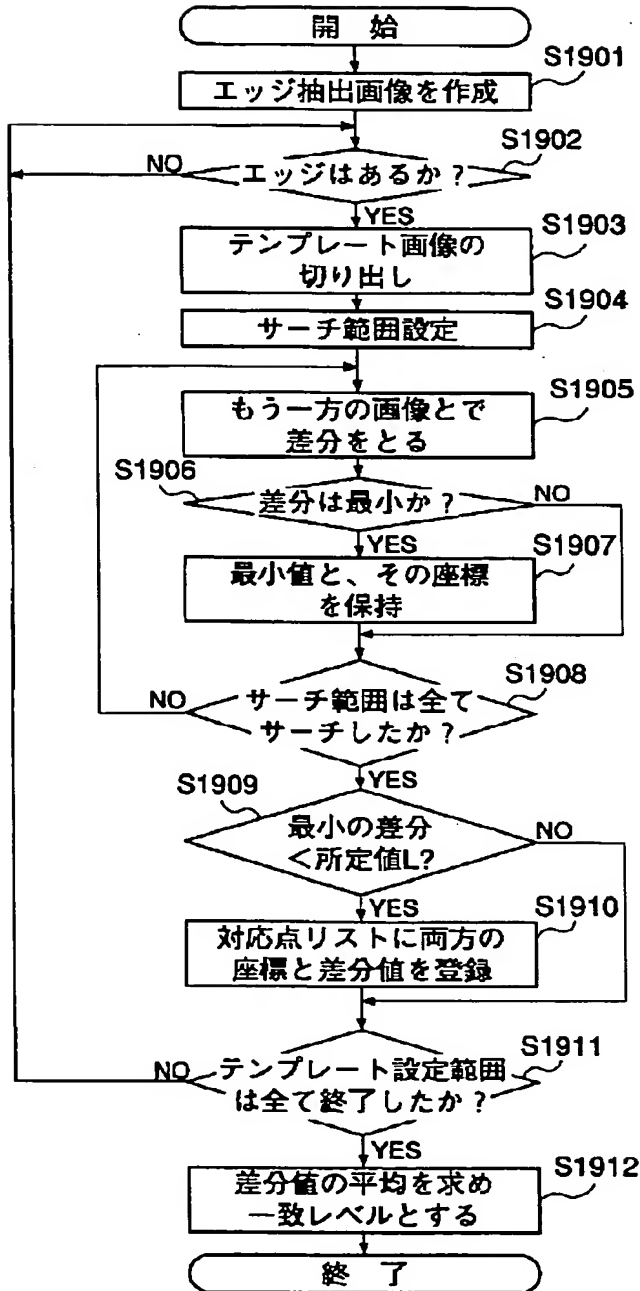 開 始
S1901
エッジ抽出画像を作成
S1902
NO
エッジはあるか?
YES
S1903
テンプレート画像の
切り出し
S1904
サーチ範囲設定
S1905
もう一方の画像とで
差分をとる
S1906
差分は最小か?
NO
YES
S1907
最小値と、その座標
を保持
S1908
NO
サーチ範囲は全て
サーチしたか?
YES
S1909
最小の差分
<所定値L?
NO
YES
S1910
対応点リストに両方の
座標と差分値を登録
S1911
NO
テンプレート設定範囲
は全て終了したか?
YES
S1912
差分値の平均を求め
一致レベルとする
終 了